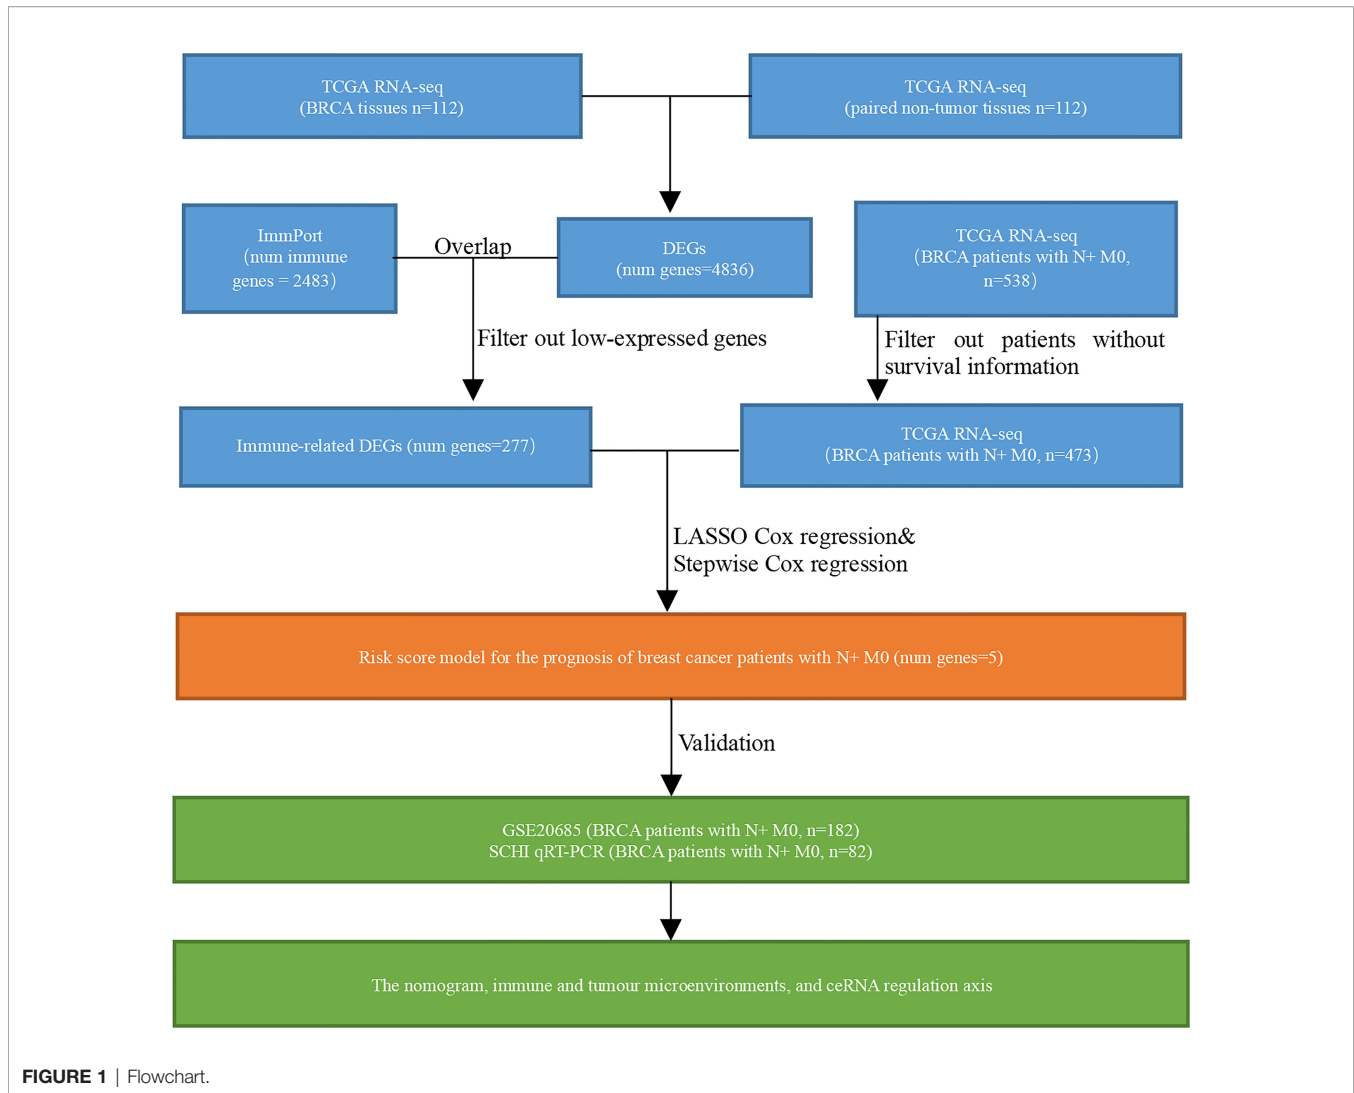 TCGA RNA-seq
(BRCA tissues n=112)
TCGA RNA-seq
(paired non-tumor tissues n=112)
ImmPort
（num immune
genes = 2483）
Overlap
DEGs
(num genes=4836)
TCGA RNA-seq
（BRCA patients with N+ M0,
n=538）
Filter out low-expressed genes
Filter out patients without
survival information
Immune-related DEGs (num genes=277）
TCGA RNA-seq
（BRCA patients with N+ M0, n=473）
LASSO Cox regression&
Stepwise Cox regression
Risk score model for the prognosis of breast cancer patients with N+ M0 (num genes=5)
Validation
GSE20685 (BRCA patients with N+ M0, n=182)
SCHI qRT-PCR (BRCA patients with N+ M0, n=82)
The nomogram, immune and tumour microenvironments, and ceRNA regulation axis
FIGURE 1 | Flowchart.